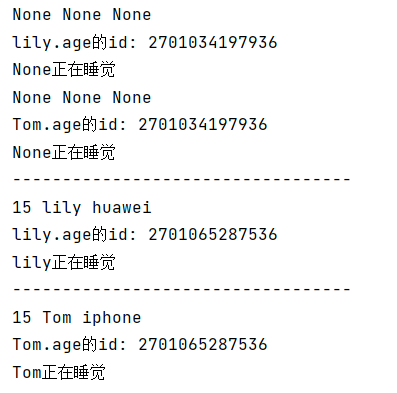 None None None
lily.age的id: 2701034197936
None正在睡觉
None None None
Tom.age的id: 2701034197936
None正在睡觉
----------------------------------
15 lily huawei
lily.age的id: 2701065287536
lily正在睡觉
----------------------------------
15 Tom iphone
Tom.age的id: 2701065287536
Tom正在睡觉